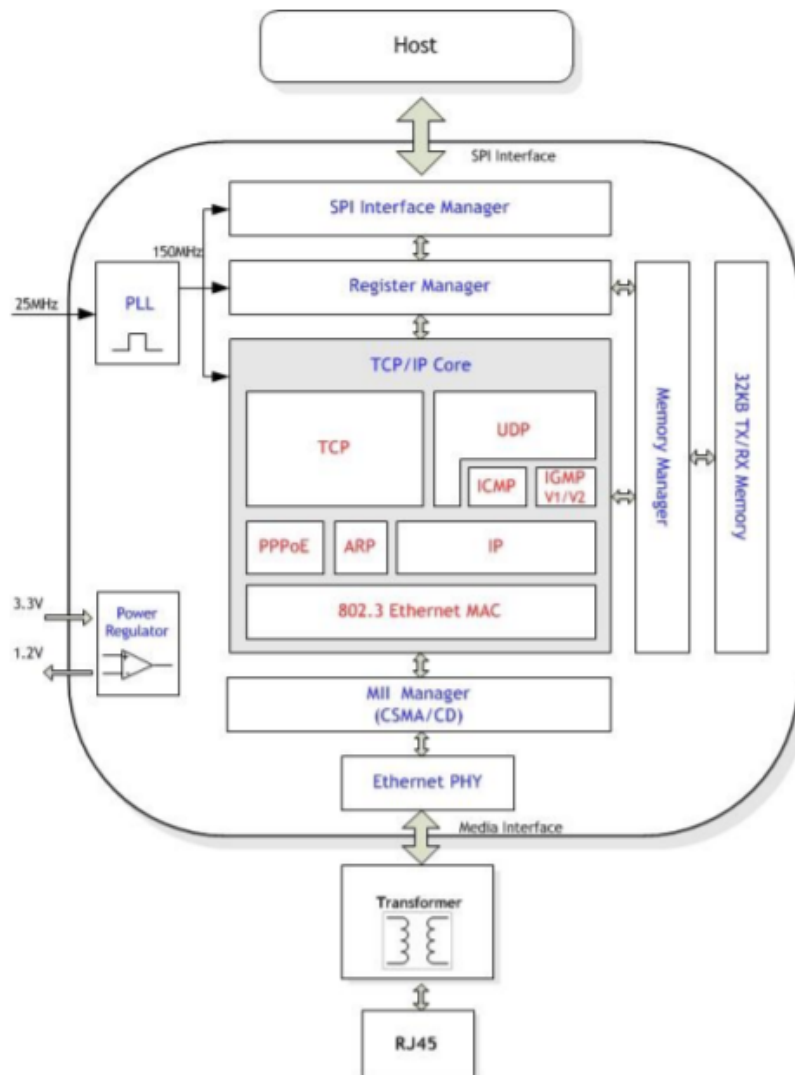 Host
SPI Interface
SPI Interface Manager
150MHz
Register Manager
25MHz
PLL
TCP/IP Core
TCP
UDP
ICMP
IGMP
V1/V2
PPPoE
ARP
IP
802.3 Ethernet MAC
Memory Manager
32KB TX/RX Memory
3.3V
1.2V
Power
Regulator
MII Manager
(CSMA/CD)
Ethernet PHY
Media Interface
Transformer
RJ45